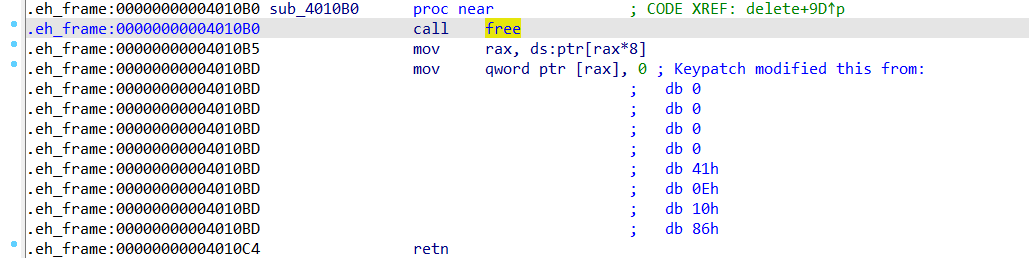 .eh_frame:00000000004010B0 sub_4010B0 proc near ; CODE XREF: delete+9D↑p
.eh_frame:00000000004010B0 call free
.eh_frame:00000000004010B5 mov rax, ds:ptr[rax*8]
.eh_frame:00000000004010BD mov qword ptr [rax], 0 ; Keypatch modified this from:
.eh_frame:00000000004010BD ; db 0
.eh_frame:00000000004010BD ; db 0
.eh_frame:00000000004010BD ; db 0
.eh_frame:00000000004010BD ; db 0
.eh_frame:00000000004010BD ; db 41h
.eh_frame:00000000004010BD ; db 0Eh
.eh_frame:00000000004010BD ; db 10h
.eh_frame:00000000004010BD ; db 86h
.eh_frame:00000000004010C4 retn